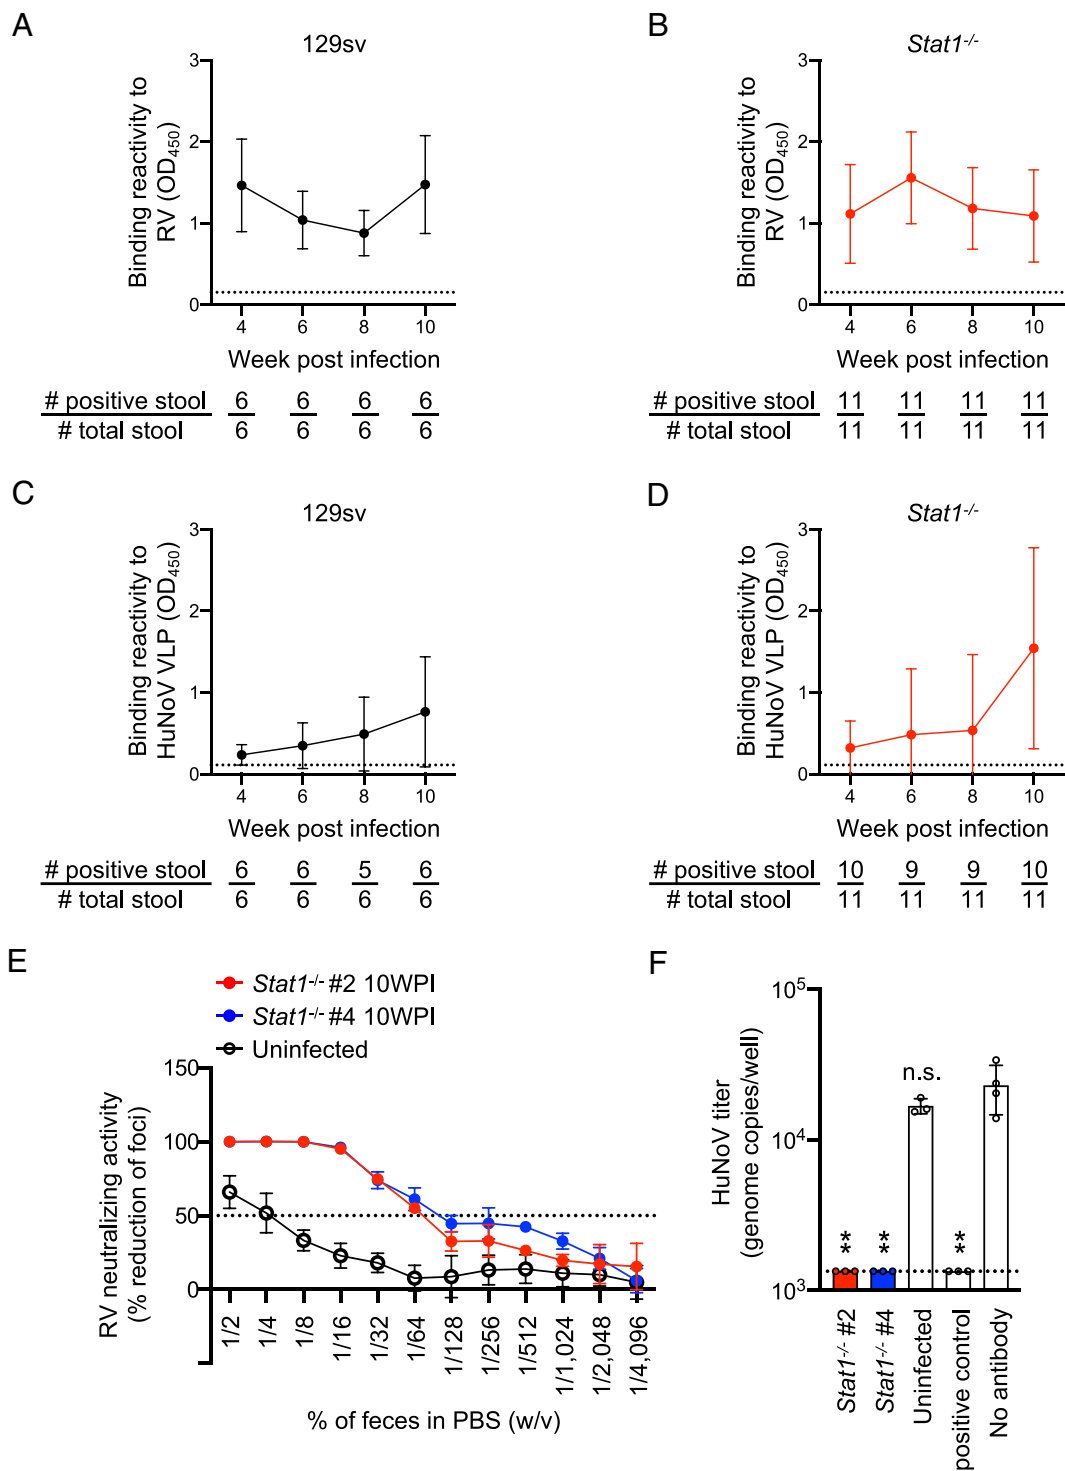 A
129sv
Binding reactivity to
RV (OD450)
3
2
1
0
4 6 8 10
Week post infection
# positive stool 6 6 6 6
# total stool 6 6 6 6
B
Stat1-/-
Binding reactivity to
RV (OD450)
3
2
1
0
4 6 8 10
Week post infection
# positive stool 11 11 11 11
# total stool 11 11 11 11
C
129sv
Binding reactivity to
HuNoV VLP (OD450)
3
2
1
0
4 6 8 10
Week post infection
# positive stool 6 6 5 6
# total stool 6 6 6 6
D
Stat1-/-
Binding reactivity to
HuNoV VLP (OD450)
3
2
1
0
4 6 8 10
Week post infection
# positive stool 10 9 9 10
# total stool 11 11 11 11
E
Stat1-/- #2 10WPI
Stat1-/- #4 10WPI
Uninfected
RV neutralizing activity
(% reduction of foci)
150
100
50
0
1/2 1/4 1/8 1/16 1/32 1/64 1/128 1/256 1/512 1/1,024 1/2,048 1/4,096
% of feces in PBS (w/v)
F
HuNoV titer
(genome copies/well)
10^5
10^4
10^3
** ** n.s. **
Stat1-/- #2
Stat1-/- #4
Uninfected
positive control
No antibody